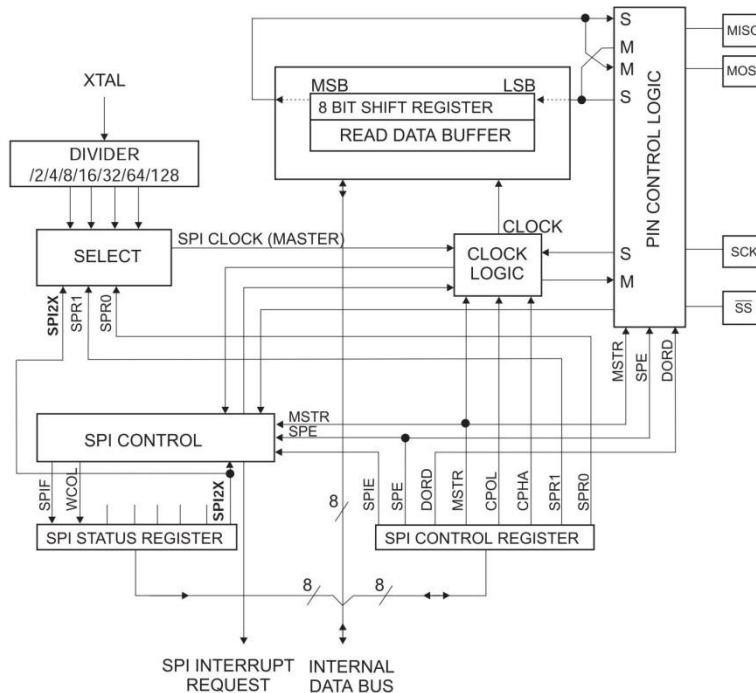 S
MISO
M
MOSI
M
MSB
LSB
S
XTAL
8 BIT SHIFT REGISTER
READ DATA BUFFER
DIVIDER
/2/4/8/16/32/64/128
PIN CONTROL LOGIC
SPI CLOCK (MASTER)
CLOCK
SELECT
CLOCK
LOGIC
S
SCK
M
SS
SPI2X
SPR1
SPR0
MSTR
SPE
DORD
MSTR
SPE
SPI CONTROL
SPIF
WCOL
SPI2X
SPIE
SPE
DORD
MSTR
CPOL
CPHA
SPR1
SPR0
8
SPI STATUS REGISTER
SPI CONTROL REGISTER
8
8
SPI INTERRUPT
REQUEST
INTERNAL
DATA BUS